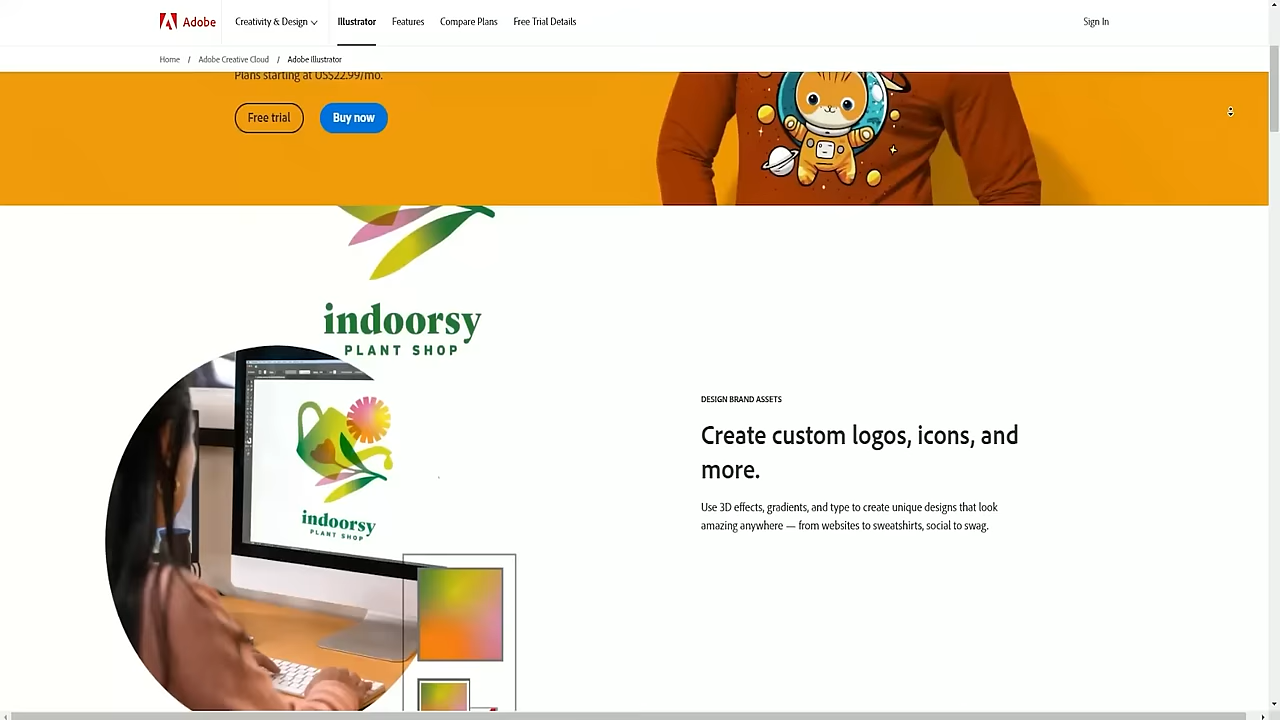 Adobe
Creativity & Design
Illustrator
Features
Compare Plans
Free Trial Details
Sign In
Home / Adobe Creative Cloud / Adobe Illustrator
Plans starting at US$22.99/mo.
Free trial
Buy now
indoorsy
PLANT SHOP
indoorsy
PLANT SHOP
DESIGN BRAND ASSETS
Create custom logos, icons, and
more.
Use 3D effects, gradients, and type to create unique designs that look
amazing anywhere — from websites to sweatshirts, social to swag.